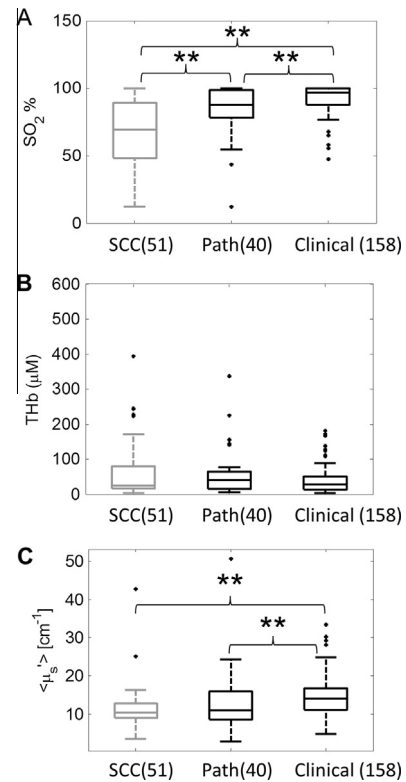 A
**
**
**
150
100
50
0
SO2 %
SCC(51) Path(40) Clinical (158)
B
600
500
400
300
200
100
0
THb (μM)
SCC(51) Path(40) Clinical (158)
C
**
**
50
40
30
20
10
<μs'> [cm-1]
SCC(51) Path(40) Clinical (158)